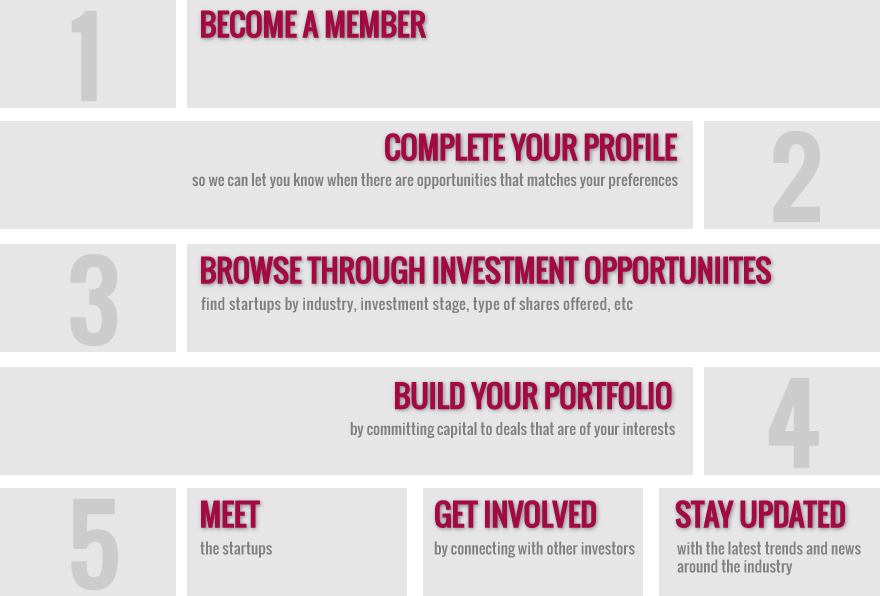 1
BECOME A MEMBER
COMPLETE YOUR PROFILE
so we can let you know when there are opportunities that matches your preferences
2
3
BROWSE THROUGH INVESTMENT OPPORTUNIITES
find startups by industry, investment stage, type of shares offered, etc
BUILD YOUR PORTFOLIO
by committing capital to deals that are of your interests
4
5
MEET
the startups
GET INVOLVED
by connecting with other investors
STAY UPDATED
with the latest trends and news
around the industry